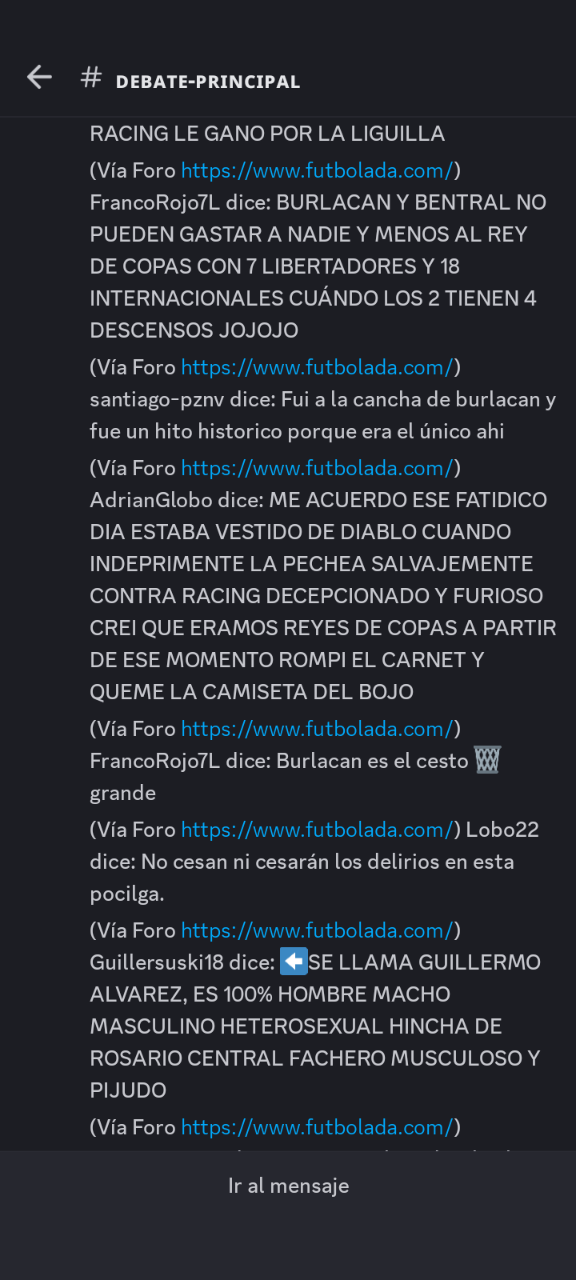 # DEBATE-PRINCIPAL
RACING LE GANO POR LA LIGUILLA
(Vía Foro https://www.futbolada.com/)
FrancoRojo7L dice: BURLACAN Y BENTRAL NO
PUEDEN GASTAR A NADIE Y MENOS AL REY
DE COPAS CON 7 LIBERTADORES Y 18
INTERNACIONALES CUÁNDO LOS 2 TIENEN 4
DESCENSOS JOJOJO
(Vía Foro https://www.futbolada.com/)
santiago-pznv dice: Fui a la cancha de burlacan y
fue un hito historico porque era el único ahi
(Vía Foro https://www.futbolada.com/)
AdrianGlobo dice: ME ACUERDO ESE FATIDICO
DIA ESTABA VESTIDO DE DIABLO CUANDO
INDEPRIMENTE LA PECHEA SALVAJEMENTE
CONTRA RACING DECEPCIONADO Y FURIOSO
CREI QUE ERAMOS REYES DE COPAS A PARTIR
DE ESE MOMENTO ROMPI EL CARNET Y
QUEME LA CAMISETA DEL BOJO
(Vía Foro https://www.futbolada.com/)
FrancoRojo7L dice: Burlacan es el cesto 🗑️
grande
(Vía Foro https://www.futbolada.com/) Lobo22
dice: No cesan ni cesarán los delirios en esta
pocilga.
(Vía Foro https://www.futbolada.com/)
Guillersuski18 dice: ⬅️SE LLAMA GUILLERMO
ALVAREZ, ES 100% HOMBRE MACHO
MASCULINO HETEROSEXUAL HINCHA DE
ROSARIO CENTRAL FACHERO MUSCULOSO Y
PIJUDO
(Vía Foro https://www.futbolada.com/)
Ir al mensaje